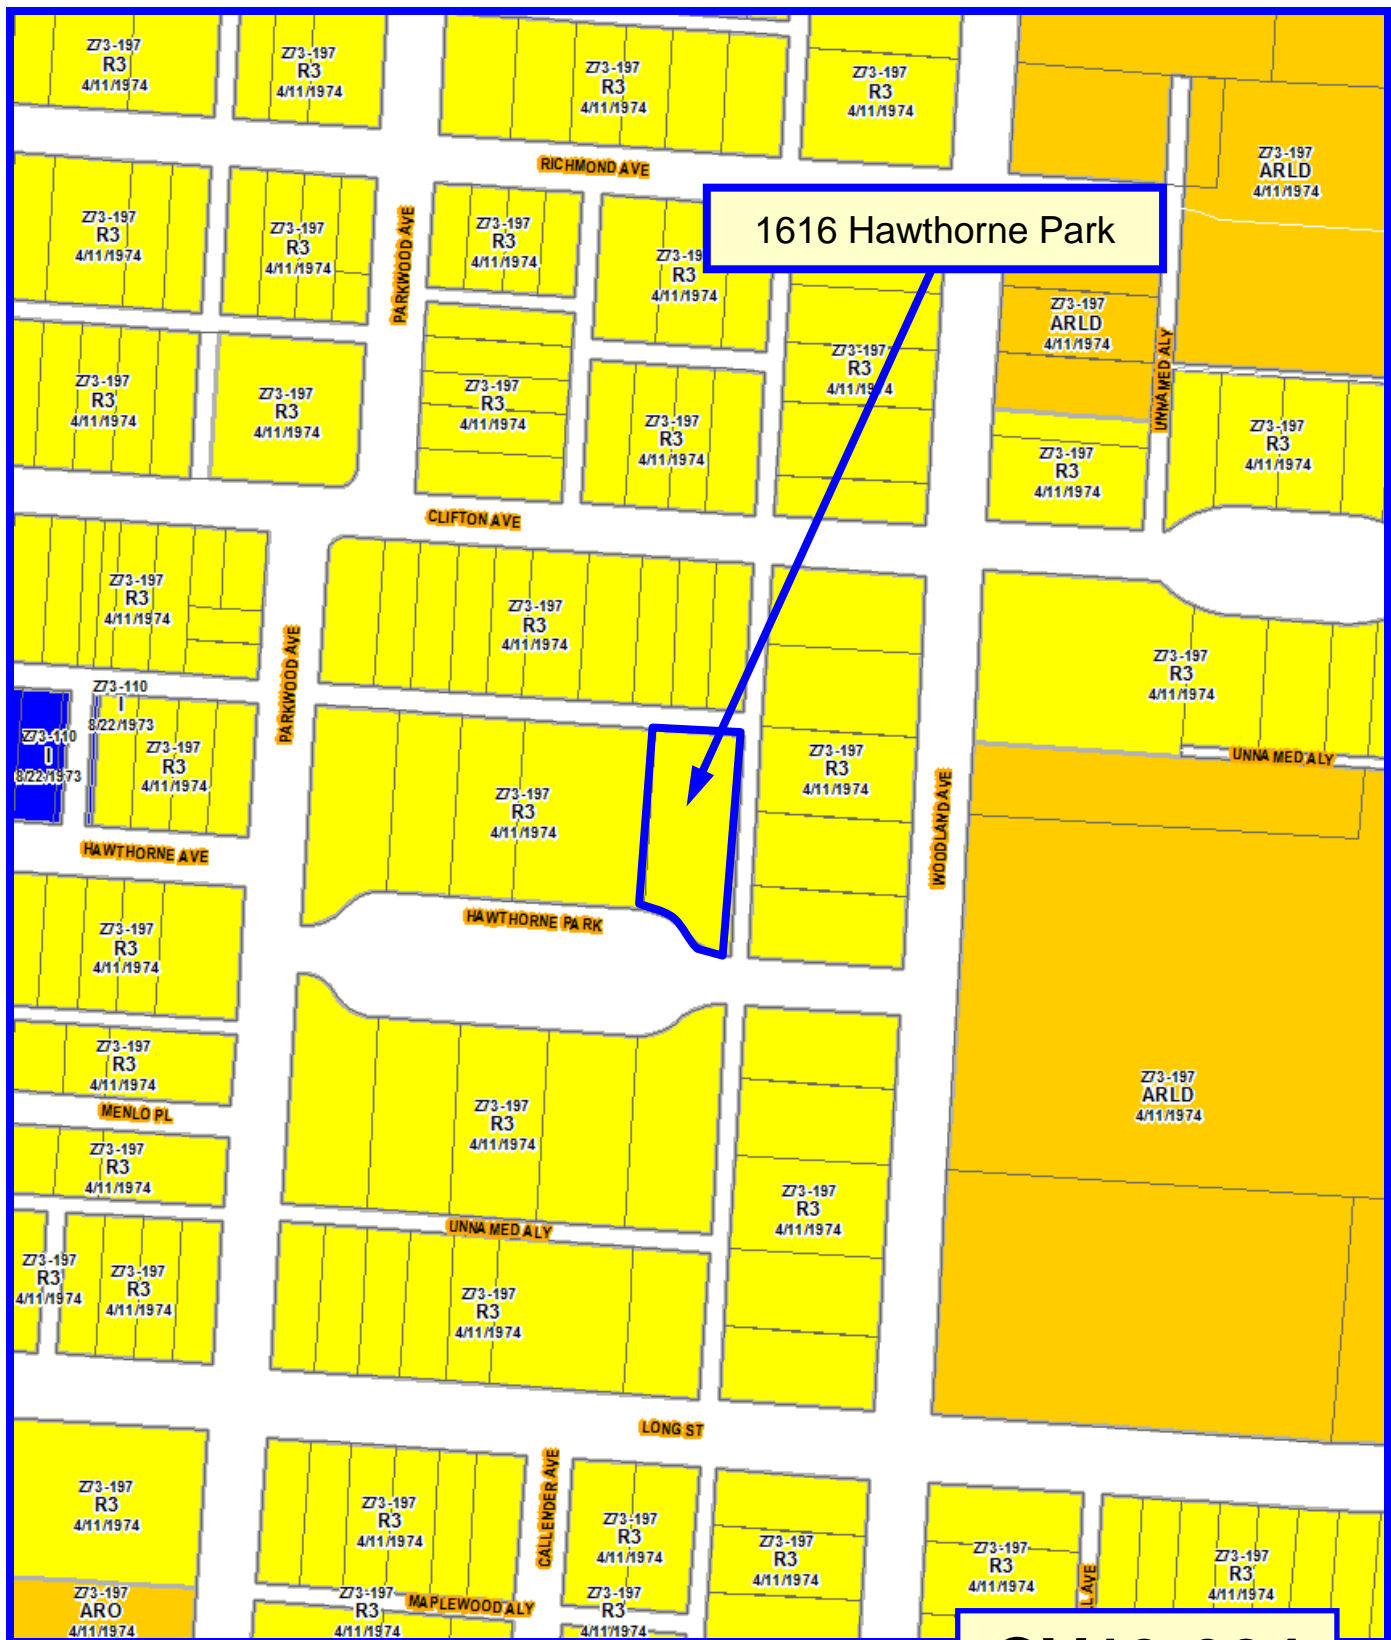 Z73-197
R3
4/11/1974
Z73-197
R3
4/11/1974
Z73-197
R3
4/11/1974
Z73-197
R3
4/11/1974
RICHMOND AVE
Z73-197
ARLD
4/11/1974
1616 Hawthorne Park
PARKWOOD AVE
Z73-197
R3
4/11/1974
Z73-197
R3
4/11/1974
Z73-197
R3
4/11/1974
Z73-19
R3
4/11/1974
Z73-197
ARLD
4/11/1974
UNNAMED ALY
Z73-197
R3
4/11/1974
Z73-197
R3
4/11/1974
Z73-197
R3
4/11/1974
Z73-197
R3
4/11/1974
Z73-197
R3
4/11/1974
Z73-197
R3
4/11/1974
Z73-197
R3
4/11/1974
CLIFTON AVE
Z73-197
R3
4/11/1974
Z73-197
R3
4/11/1974
PARKWOOD AVE
Z73-197
R3
4/11/1974
UNNAMED ALY
Z73-110
I
8/22/1973
Z73-110
I
8/22/1973
Z73-197
R3
4/11/1974
Z73-197
R3
4/11/1974
Z73-197
R3
4/11/1974
WOODLAND AVE
HAWTHORNE AVE
HAWTHORNE PARK
Z73-197
R3
4/11/1974
Z73-197
R3
4/11/1974
MENLO PL
Z73-197
ARLD
4/11/1974
Z73-197
R3
4/11/1974
Z73-197
R3
4/11/1974
Z73-197
R3
4/11/1974
UNNAMED ALY
Z73-197
R3
4/11/1974
Z73-197
R3
4/11/1974
Z73-197
R3
4/11/1974
LONG ST
CALLENDER AVE
Z73-197
R3
4/11/1974
Z73-197
R3
4/11/1974
Z73-197
R3
4/11/1974
Z73-197
R3
4/11/1974
Z73-197
R3
4/11/1974
Z73-197
R3
4/11/1974
L AVE
Z73-197
ARO
4/11/1974
Z73-197
R3
4/11/1974
MAPLEWOOD ALY
Z73-197
R3
4/11/1974